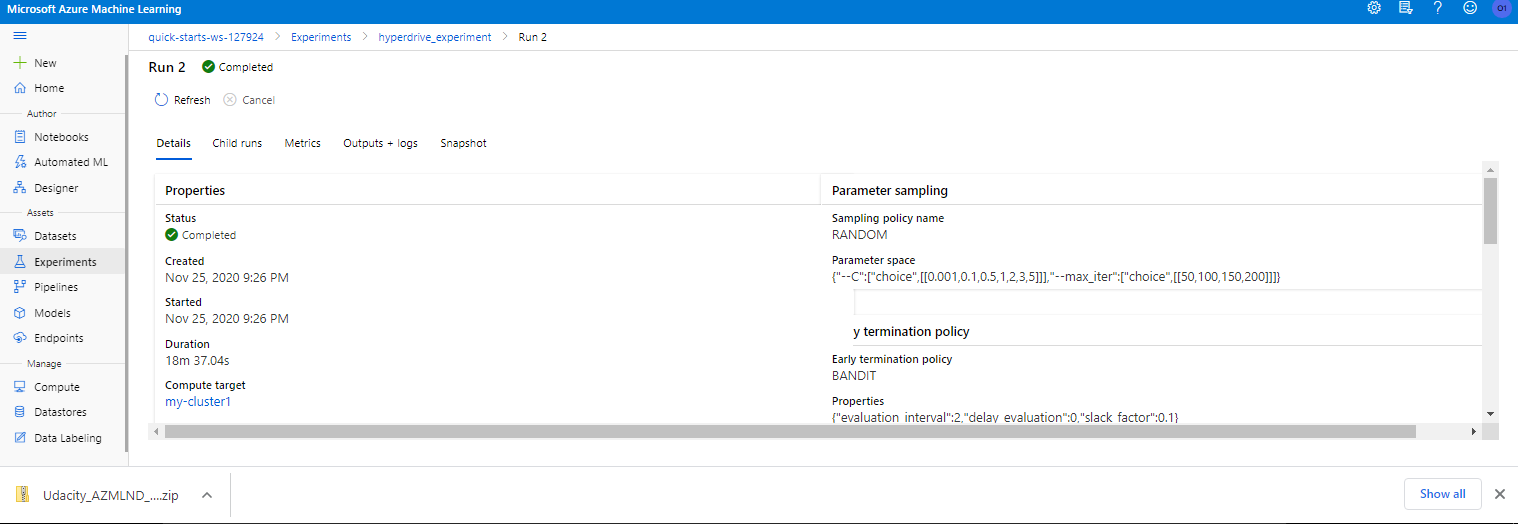 Microsoft Azure Machine Learning
O1
quick-starts-ws-127924 > Experiments > hyperdrive_experiment > Run 2
New
Home
Author
Notebooks
Automated ML
Designer
Assets
Datasets
Experiments
Pipelines
Models
Endpoints
Manage
Compute
Datastores
Data Labeling
Run 2 Completed
Refresh Cancel
Details Child runs Metrics Outputs + logs Snapshot
Properties
Status
Completed
Created
Nov 25, 2020 9:26 PM
Started
Nov 25, 2020 9:26 PM
Duration
18m 37.04s
Compute target
my-cluster1
Parameter sampling
Sampling policy name
RANDOM
Parameter space
{"--C":["choice",[[0.001,0.1,0.5,1,2,3,5]]],"--max_iter":["choice",[[50,100,150,200]]]}
y termination policy
Early termination policy
BANDIT
Properties
{"evaluation_interval":2,"delay_evaluation":0,"slack_factor":0.1}
Udacity_AZMLND_....zip
Show all